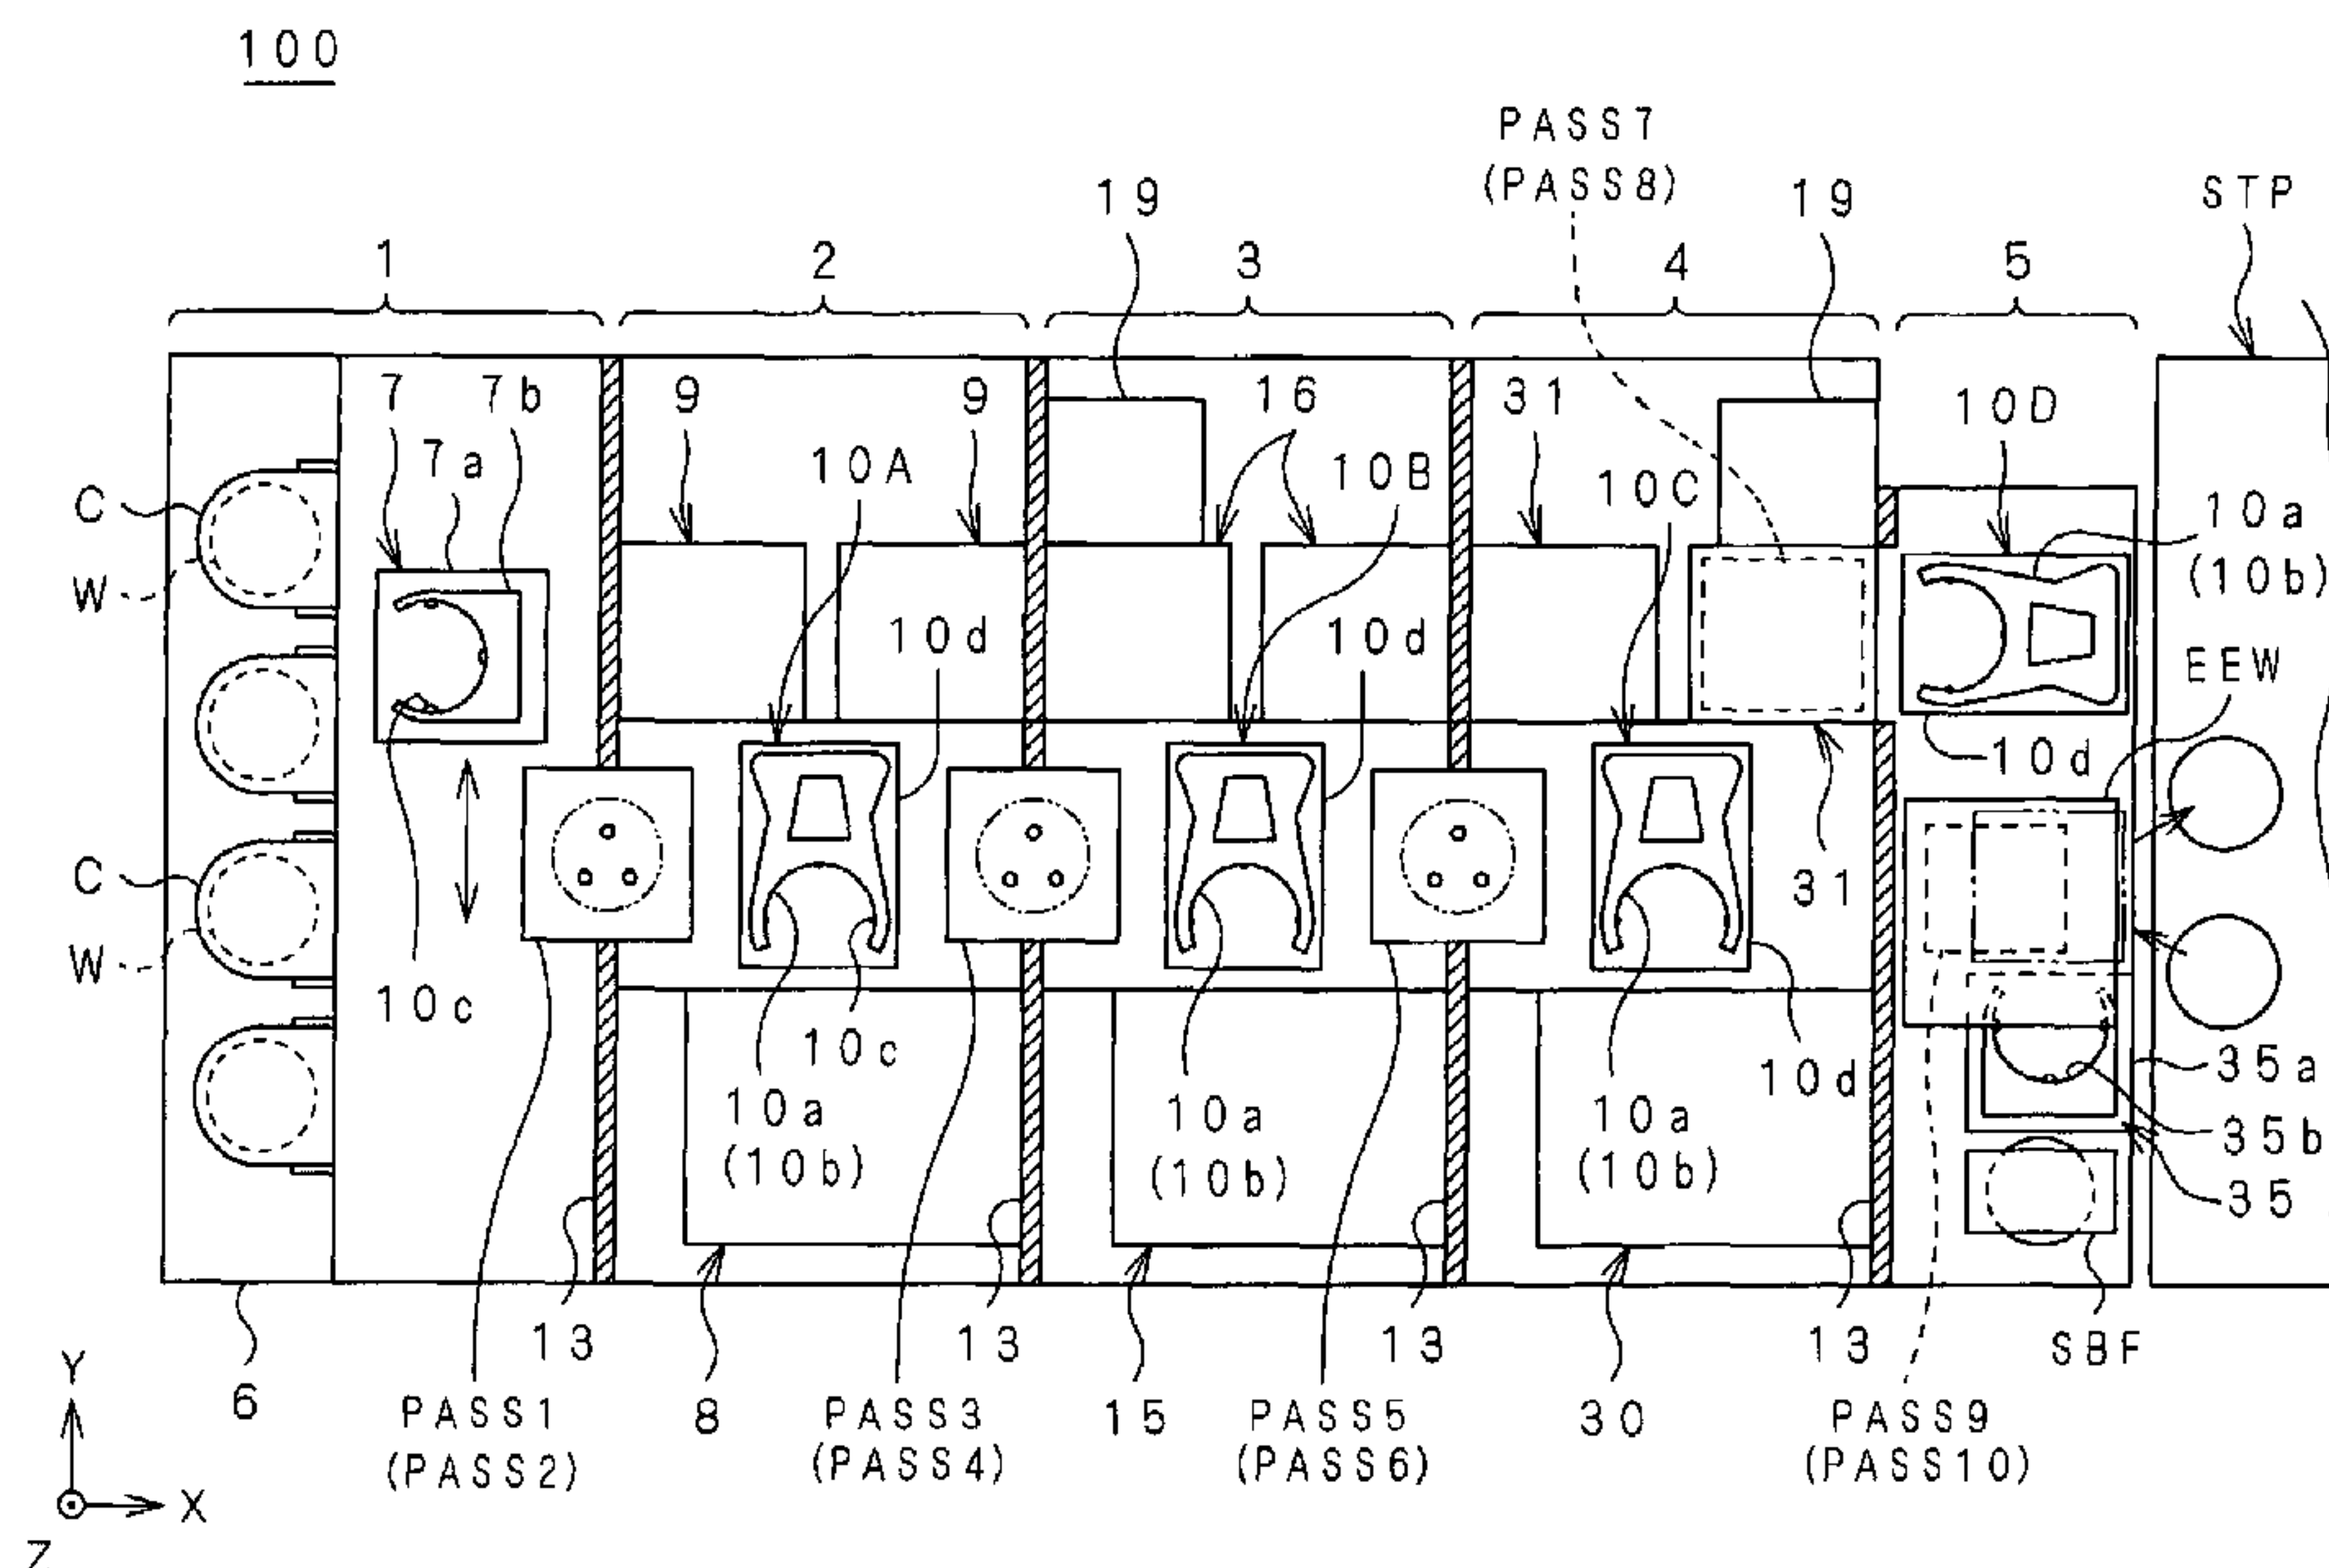 100
PASS7
(PASS8)
19
19
STP
1
2
3
4
5
7
7b
9
9
16
31
10D
7a
10A
10B
10C
10a
(10b)
C
W
10d
10d
EEW
10d
C
W
31
10c
10c
10d
35a
10a
(10b)
10a
(10b)
10a
(10b)
35b
35
13
13
13
13
SBF
Y
6
PASS1
(PASS2)
8
PASS3
(PASS4)
15
PASS5
(PASS6)
30
PASS9
(PASS10)
X
Z